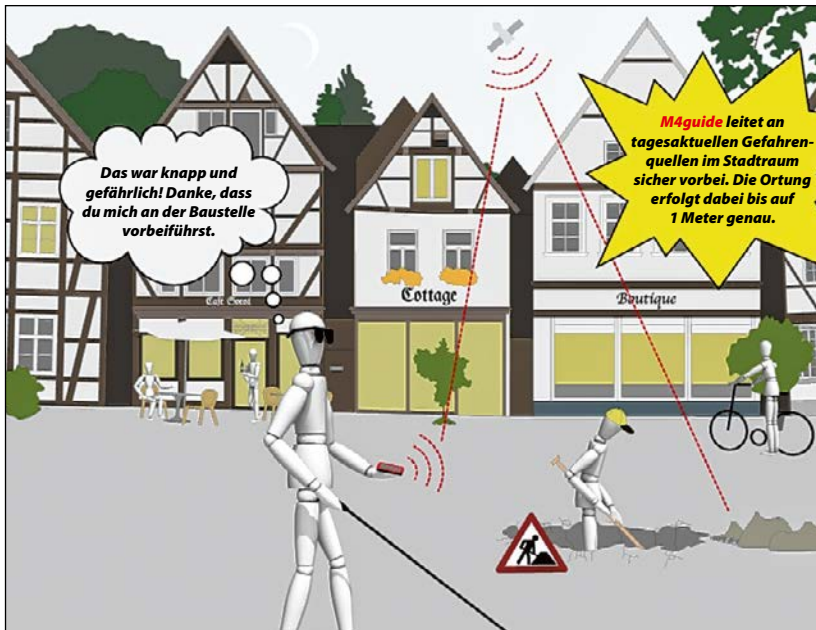 Das war knapp und
gefährlich! Danke, dass
du mich an der Baustelle
vorbeiführst.
M4guide leitet an
tagesaktuellen Gefahren-
quellen im Stadtraum
sicher vorbei. Die Ortung
erfolgt dabei bis auf
1 Meter genau.
Café
Cottage
Boutique